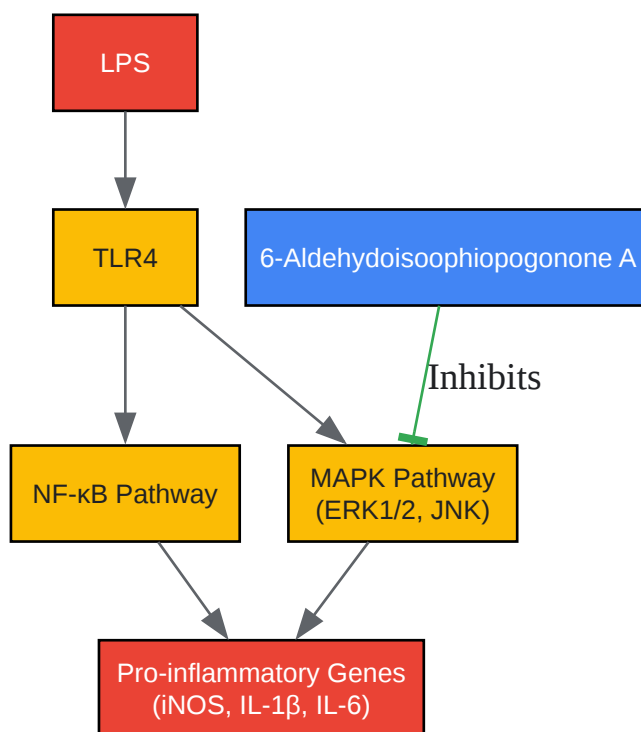 LPS
TLR4
6-Aldehydoisoophiopogonone A
Inhibits
NF-κB Pathway
MAPK Pathway
(ERK1/2, JNK)
Pro-inflammatory Genes
(iNOS, IL-1β, IL-6)